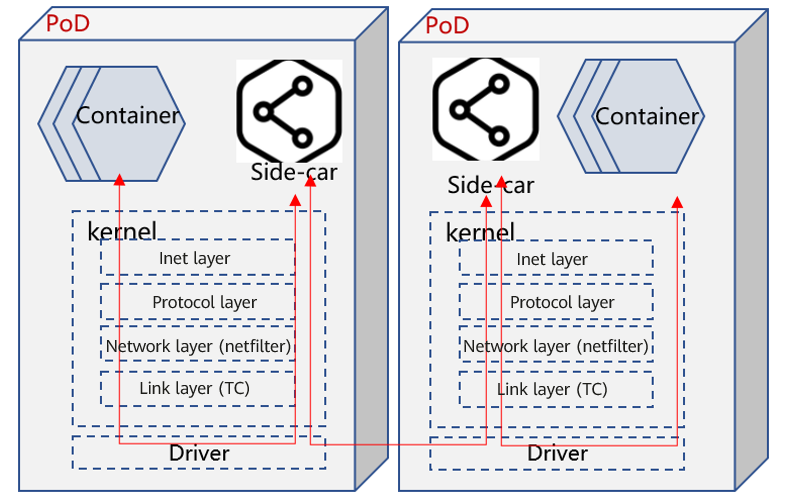 PoD
Container
Side-car
kernel
Inet layer
Protocol layer
Network layer (netfilter)
Link layer (TC)
Driver
PoD
Side-car
Container
kernel
Inet layer
Protocol layer
Network layer (netfilter)
Link layer (TC)
Driver